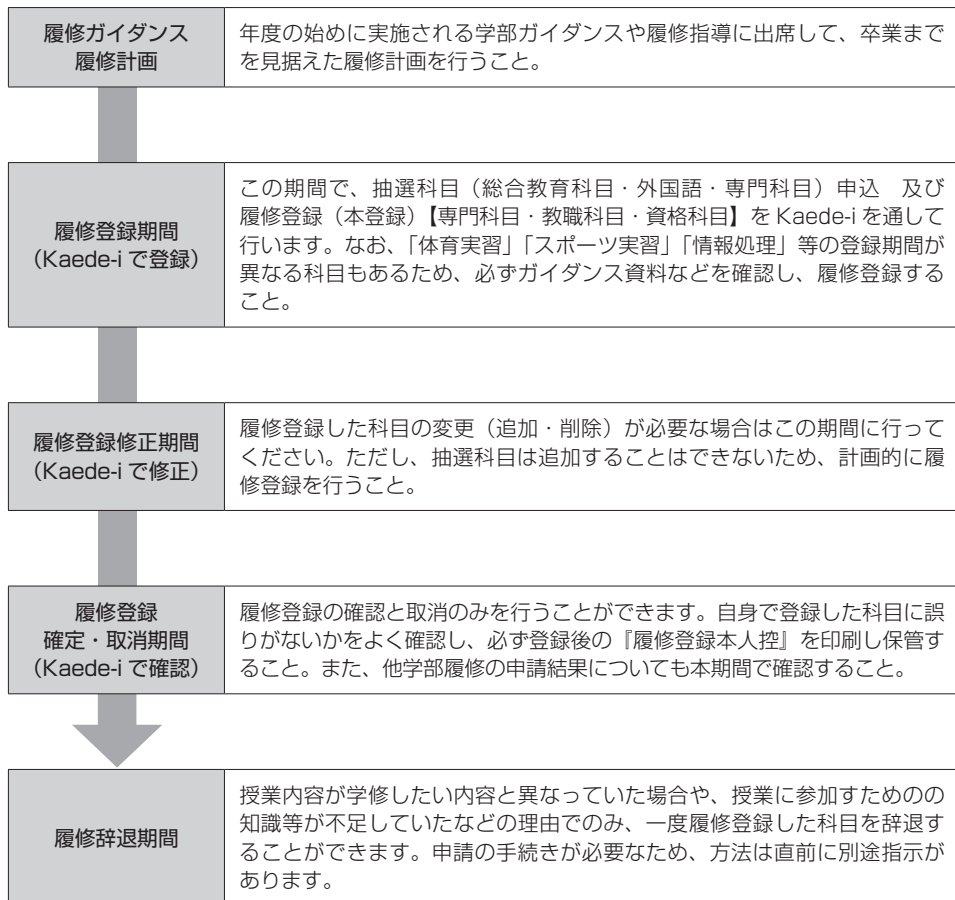 履修ガイダンス
履修計画
年度の始めに実施される学部ガイダンスや履修指導に出席して、卒業まで
を見据えた履修計画を行うこと。
履修登録期間
（Kaede-i で登録）
この期間で、抽選科目（総合教育科目・外国語・専門科目）申込　及び
履修登録（本登録）【専門科目・教職科目・資格科目】を Kaede-i を通して
行います。なお、「体育実習」「スポーツ実習」「情報処理」等の登録期間が
異なる科目もあるため、必ずガイダンス資料などを確認し、履修登録する
こと。
履修登録修正期間
（Kaede-i で修正）
履修登録した科目の変更（追加・削除）が必要な場合はこの期間に行って
ください。ただし、抽選科目は追加することはできないため、計画的に履
修登録を行うこと。
履修登録
確定・取消期間
（Kaede-i で確認）
履修登録の確認と取消のみを行うことができます。自身で登録した科目に誤
りがないかをよく確認し、必ず登録後の『履修登録本人控』を印刷し保管す
ること。また、他学部履修の申請結果についても本期間で確認すること。
履修辞退期間
授業内容が学修したい内容と異なっていた場合や、授業に参加すためのの
知識等が不足していたなどの理由でのみ、一度履修登録した科目を辞退す
ることができます。申請の手続きが必要なため、方法は直前に別途指示が
あります。